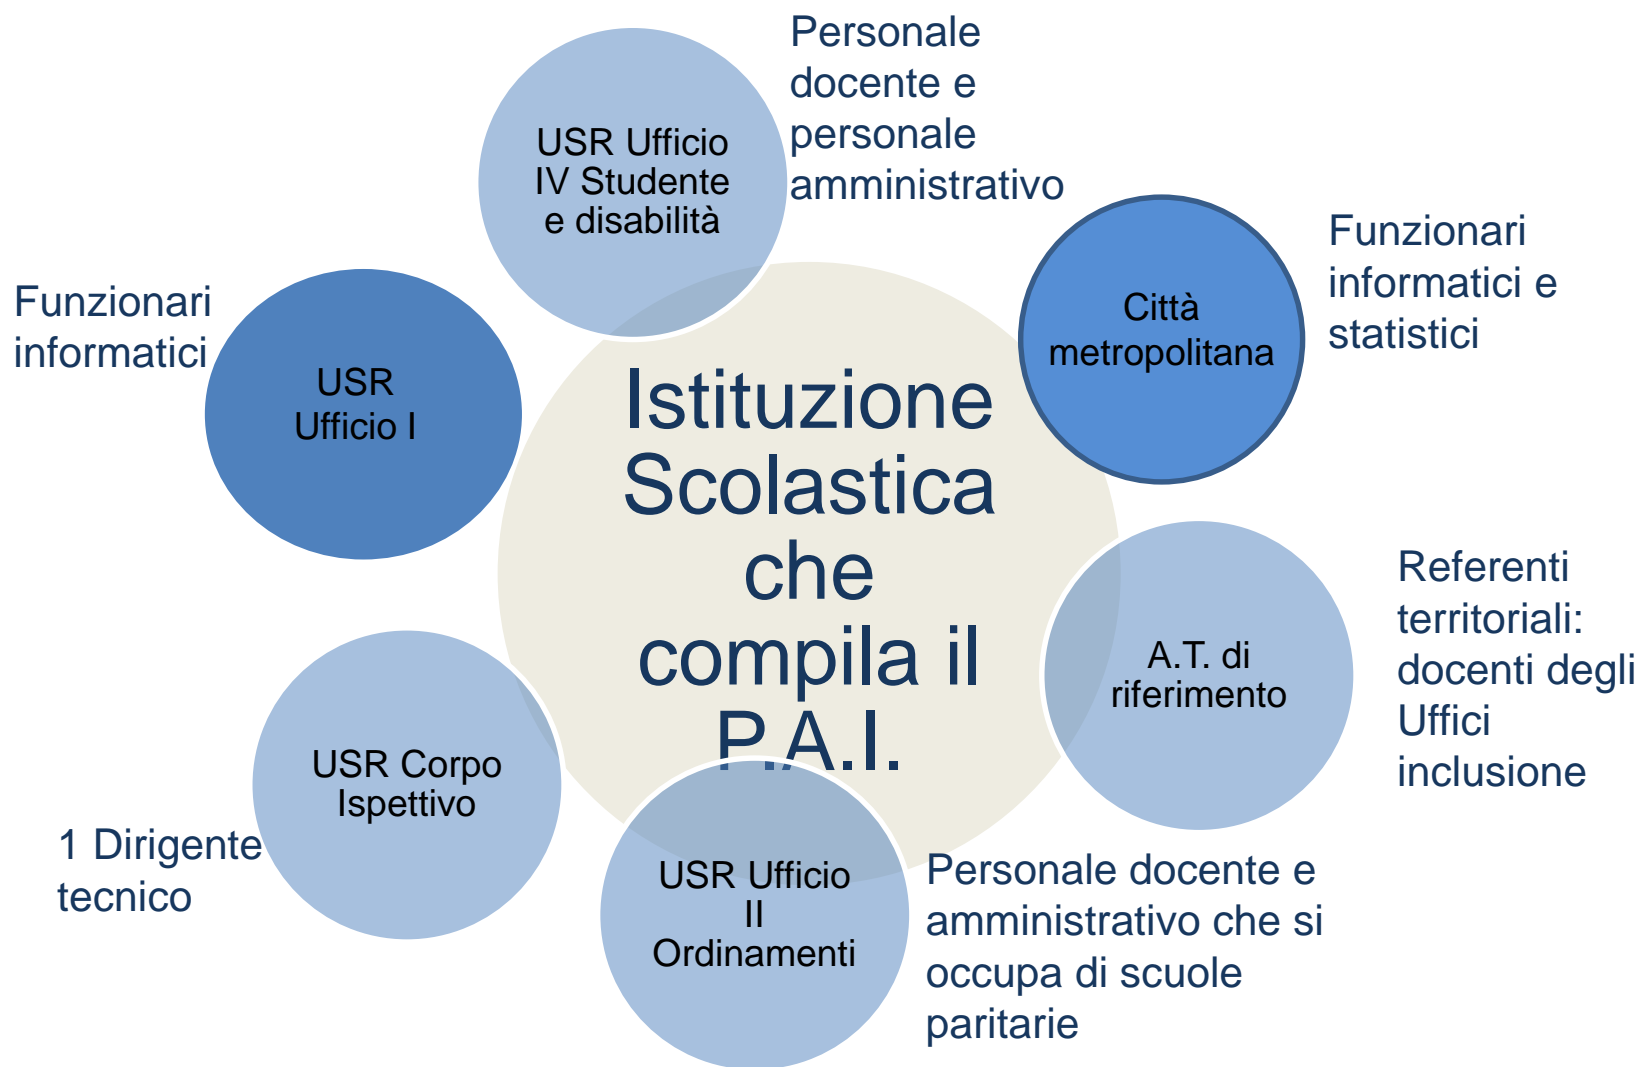 Personale
docente e
personale
amministrativo
USR Ufficio
IV Studente
e disabilità
Funzionari
informatici e
statistici
Città
metropolitana
Funzionari
informatici
USR
Ufficio I
Istituzione
Scolastica
che
compila il
P.A.I.
Referenti
territoriali:
docenti degli
Uffici
inclusione
A.T. di
riferimento
USR Corpo
Ispettivo
1 Dirigente
tecnico
USR Ufficio
II
Ordinamenti
Personale docente e
amministrativo che si
occupa di scuole
paritarie